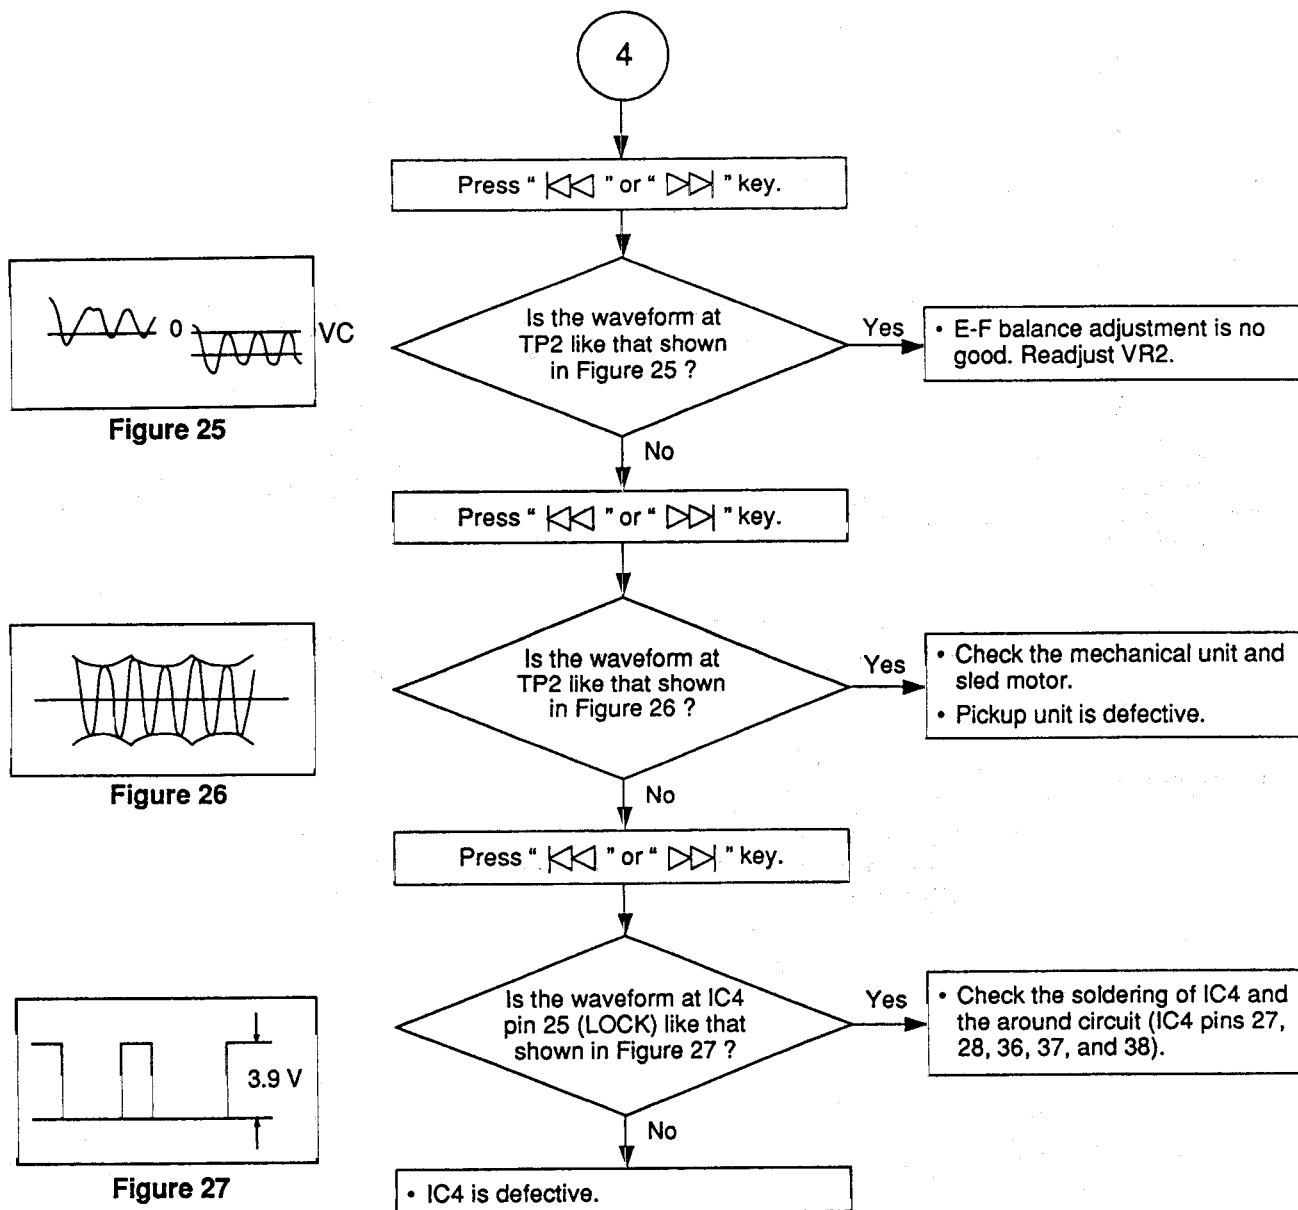 4
Press " |◁◁ " or " ▷▷| " key.
0
VC
Figure 25
Is the waveform at
TP2 like that shown
in Figure 25 ?
Yes
• E-F balance adjustment is no
good. Readjust VR2.
No
Press " |◁◁ " or " ▷▷| " key.
Figure 26
Is the waveform at
TP2 like that shown
in Figure 26 ?
Yes
• Check the mechanical unit and
sled motor.
• Pickup unit is defective.
No
Press " |◁◁ " or " ▷▷| " key.
3.9 V
Figure 27
Is the waveform at IC4
pin 25 (LOCK) like that
shown in Figure 27 ?
Yes
• Check the soldering of IC4 and
the around circuit (IC4 pins 27,
28, 36, 37, and 38).
No
• IC4 is defective.